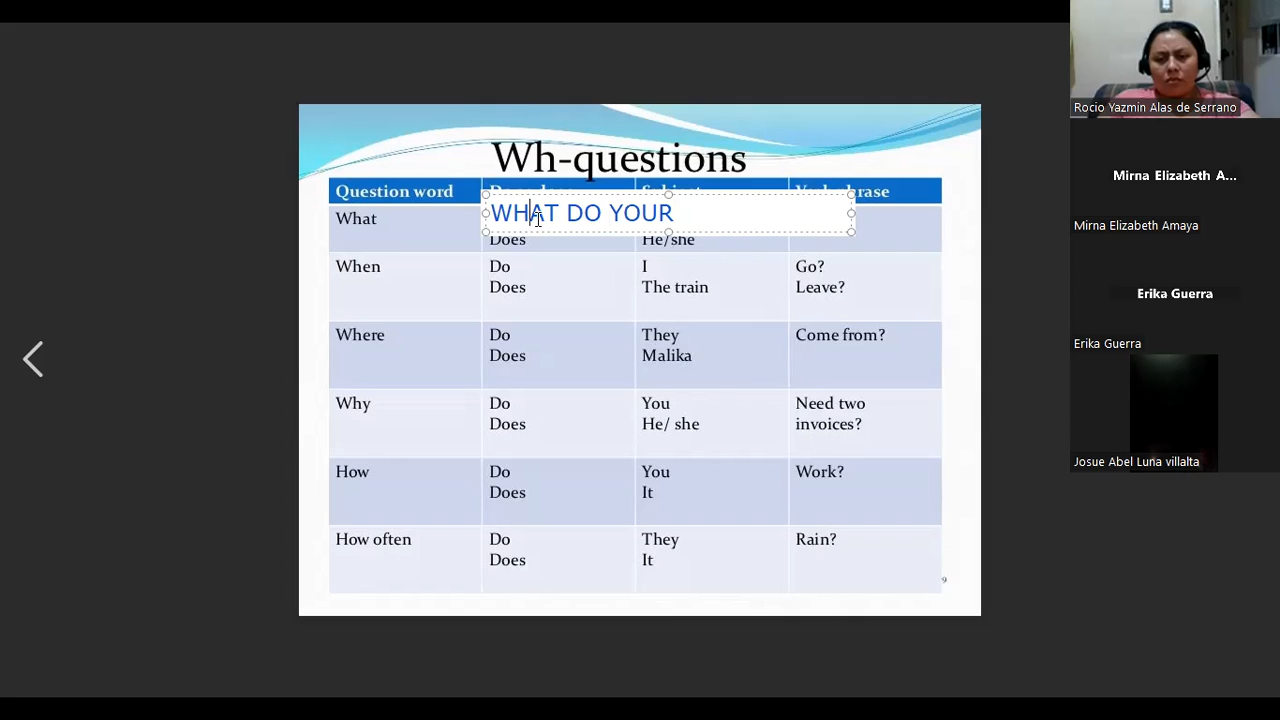 Wh-questions
Question word
rase
WHAT DO YOUR
What
Does He/she
When Do I Go?
Does The train Leave?
Where Do They Come from?
Does Malika
Why Do You Need two
Does He/ she invoices?
How Do You Work?
Does It
How often Do They Rain?
Does It
9
Rocio Yazmin Alas de Serrano
Mirna Elizabeth A...
Mirna Elizabeth Amaya
Erika Guerra
Erika Guerra
Josue Abel Luna villalta